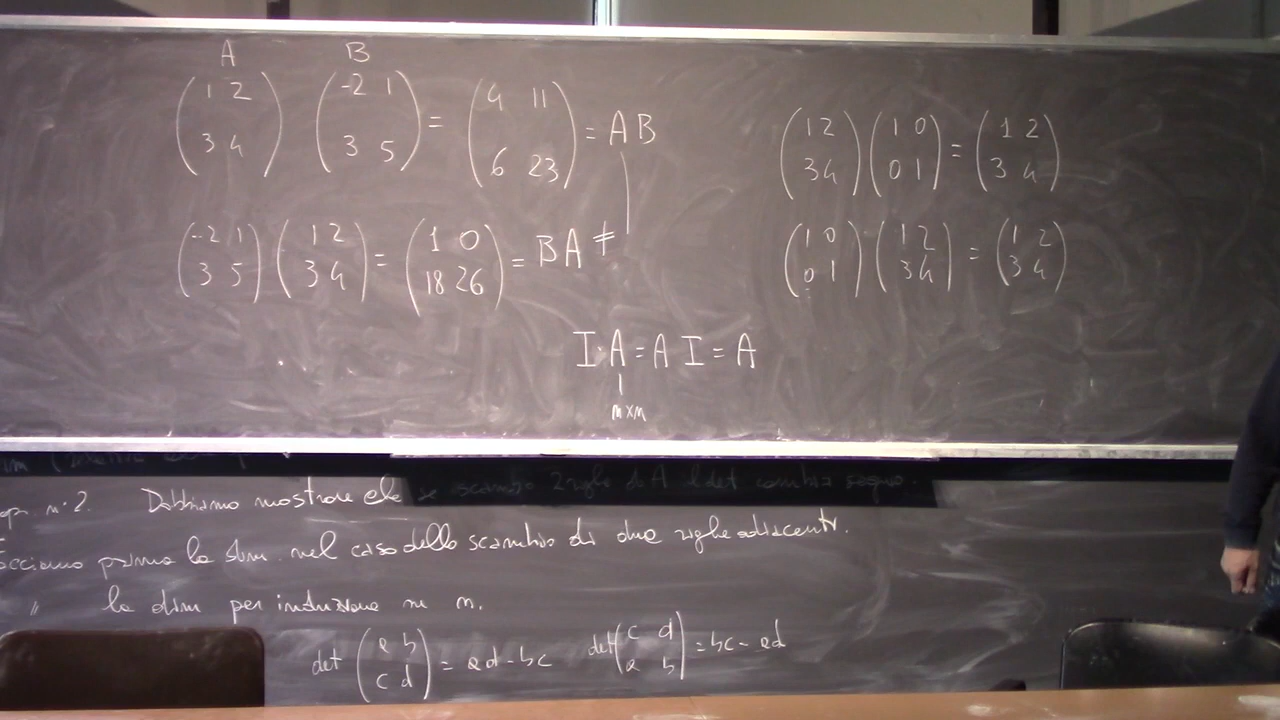 A B
(1 2 / 3 4) (-2 1 / 3 5) = (4 11 / 6 23) = AB
(-2 1 / 3 5) (1 2 / 3 4) = (1 0 / 18 26) = BA ≠
(1 2 / 3 4) (1 0 / 0 1) = (1 2 / 3 4)
(1 0 / 0 1) (1 2 / 3 4) = (1 2 / 3 4)
I·A = A I = A
n×n
n.2. Dobbiamo mostrare che se scambio 2 righe di A il det cambia segno.
prima la dim. nel caso dello scambio di due righe adiacenti.
" la dim per induzione su n.
det (a b / c d) = ad - bc det (c d / a b) = bc - ad